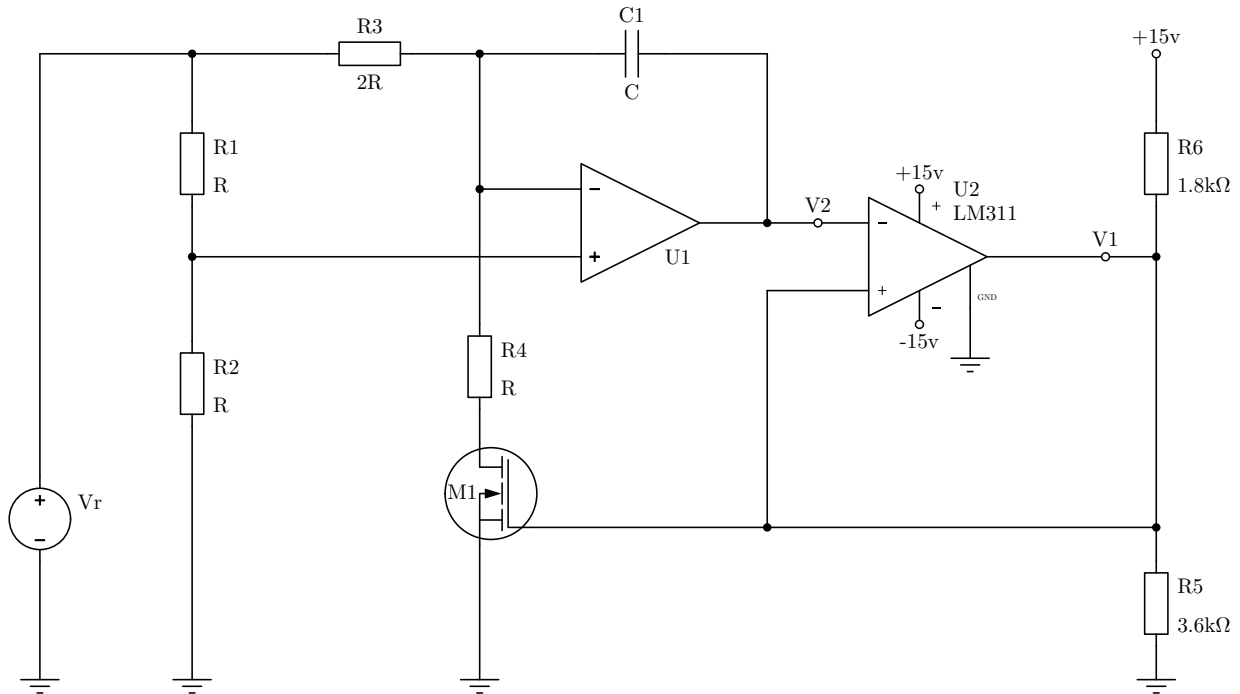 C1
C
R3
2R
+15v
R1
R
R6
1.8kΩ
+15v
+
U2
LM311
V2
−
+
U1
−
+
V1
GND
−
-15v
R2
R
R4
R
M1
Vr
+
−
R5
3.6kΩ